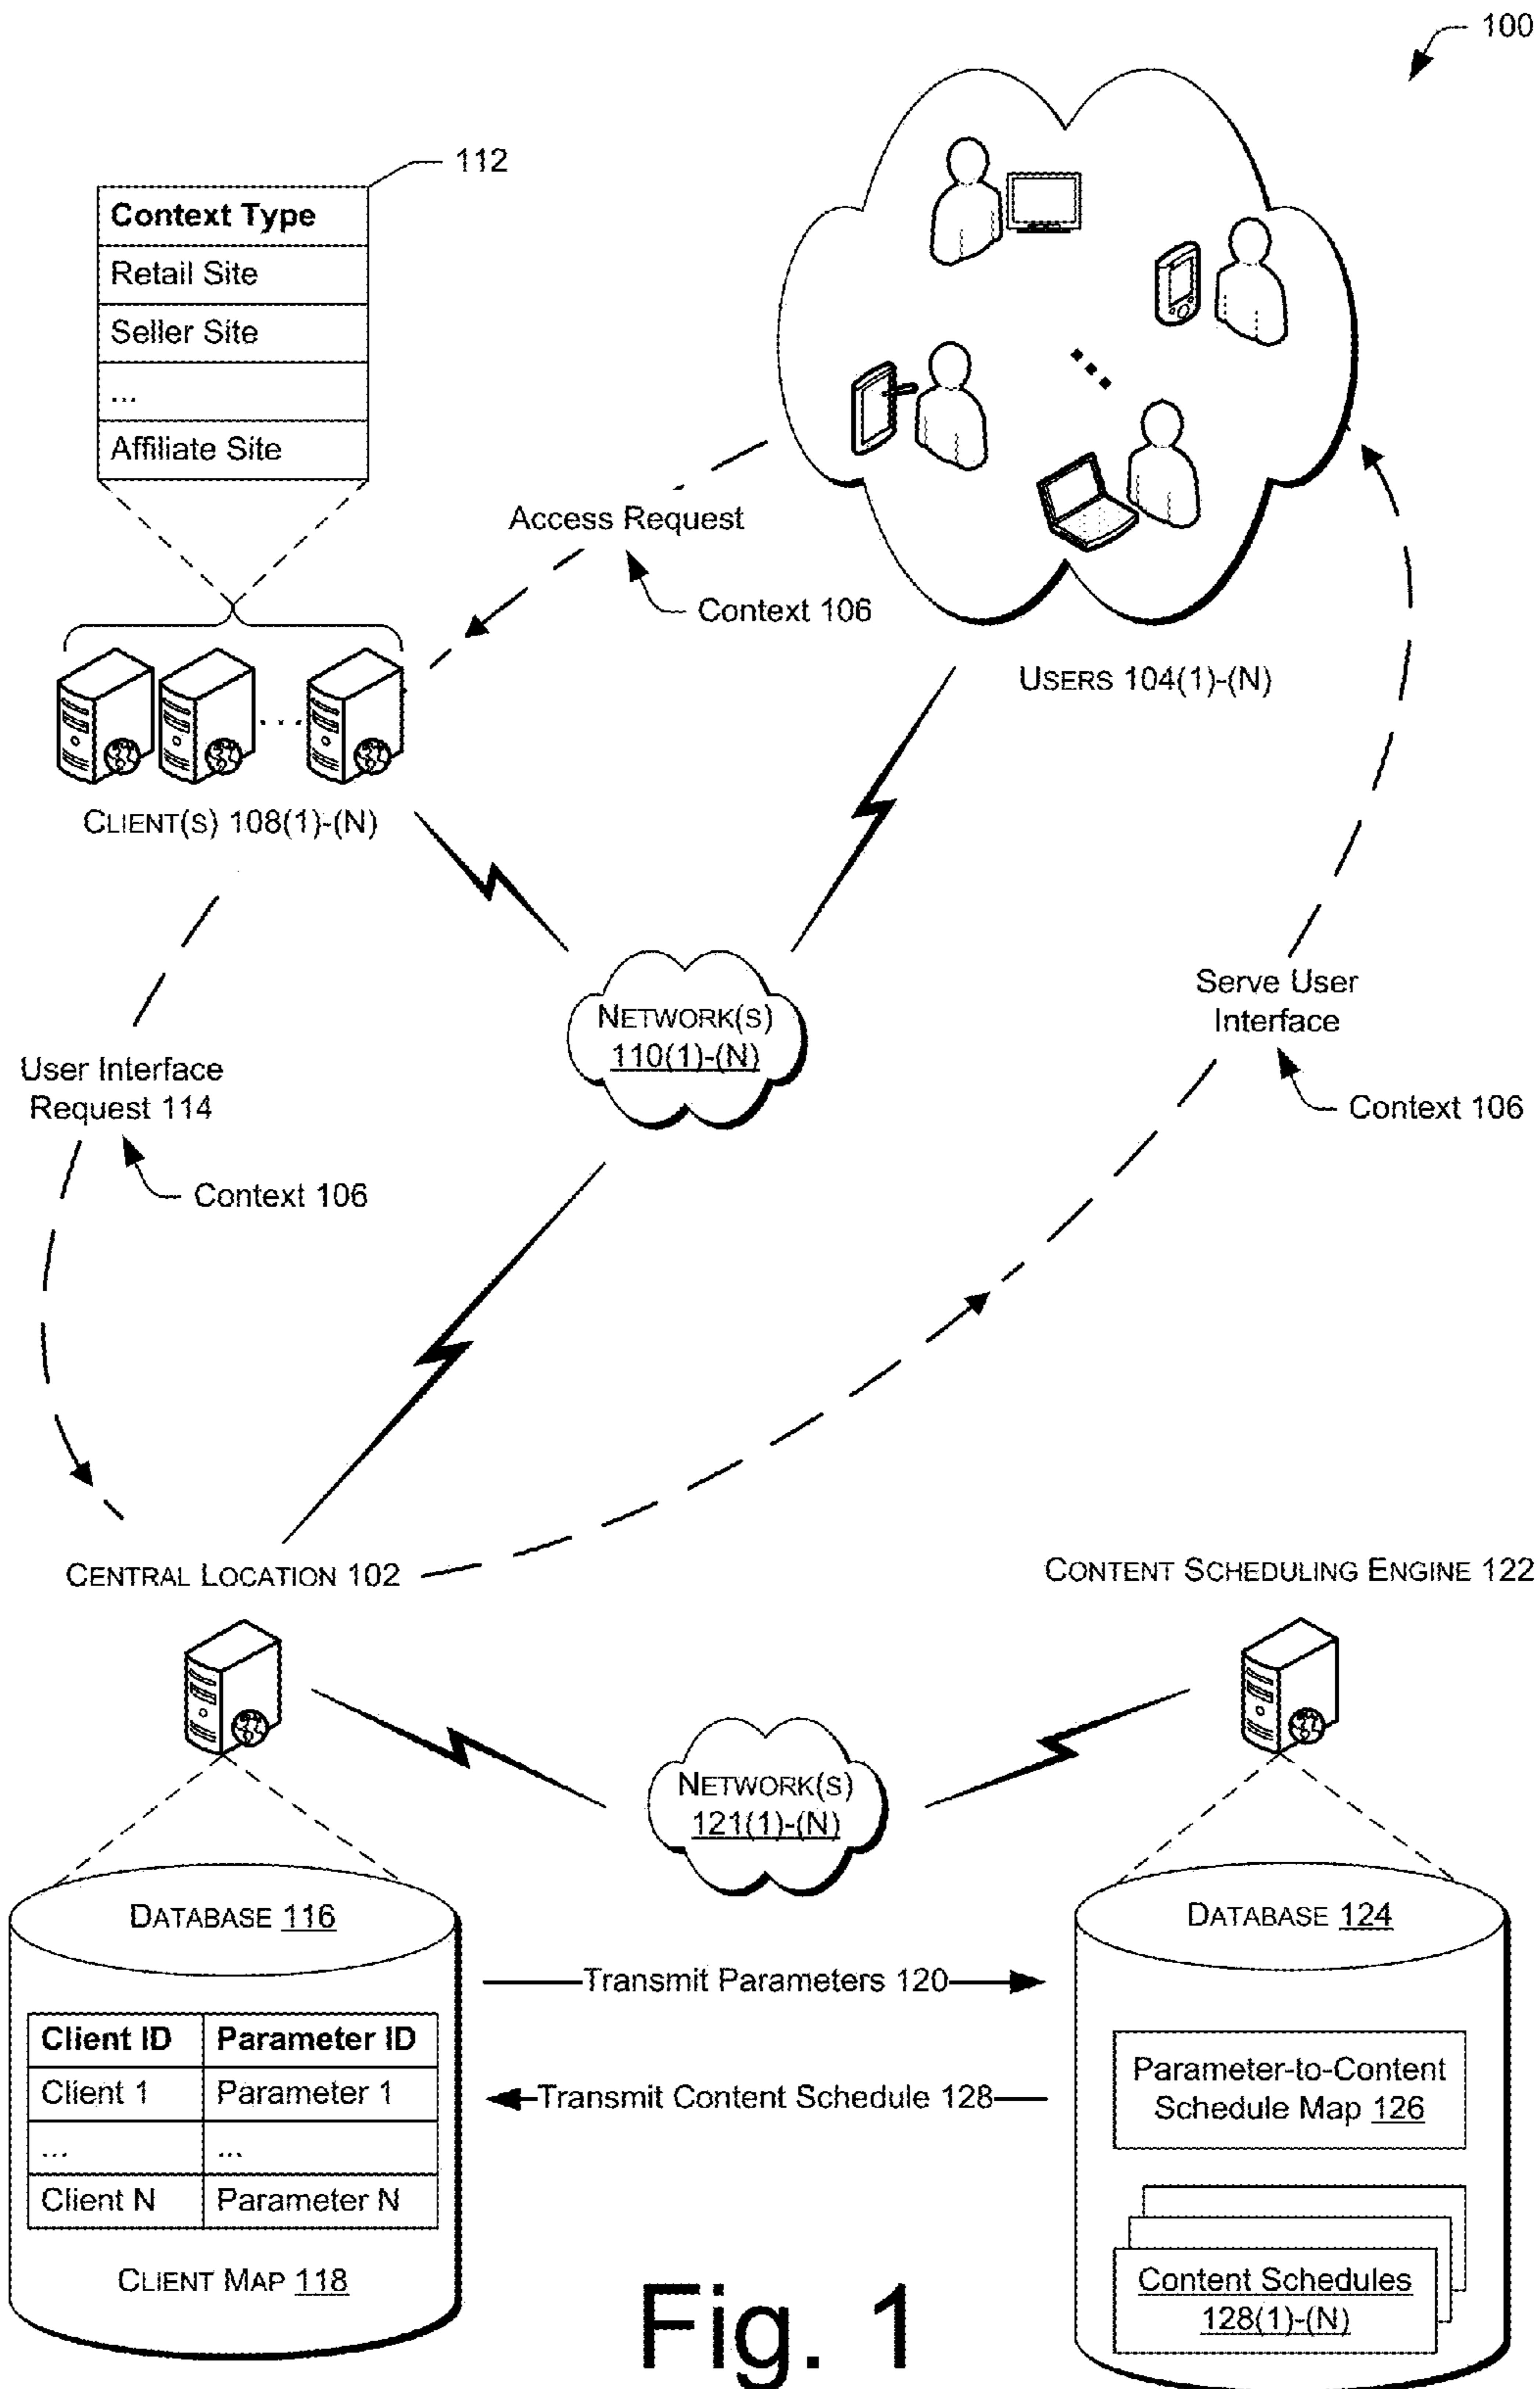 100
112
Context Type
Retail Site
Seller Site
...
Affiliate Site
Access Request
Context 106
USERS 104(1)-(N)
CLIENT(S) 108(1)-(N)
NETWORK(S)
110(1)-(N)
Serve User
Interface
Context 106
User Interface
Request 114
Context 106
CENTRAL LOCATION 102
CONTENT SCHEDULING ENGINE 122
NETWORK(S)
121(1)-(N)
DATABASE 116
Client ID Parameter ID
Client 1 Parameter 1
... ...
Client N Parameter N
CLIENT MAP 118
Transmit Parameters 120
Transmit Content Schedule 128
DATABASE 124
Parameter-to-Content
Schedule Map 126
Content Schedules
128(1)-(N)
Fig. 1